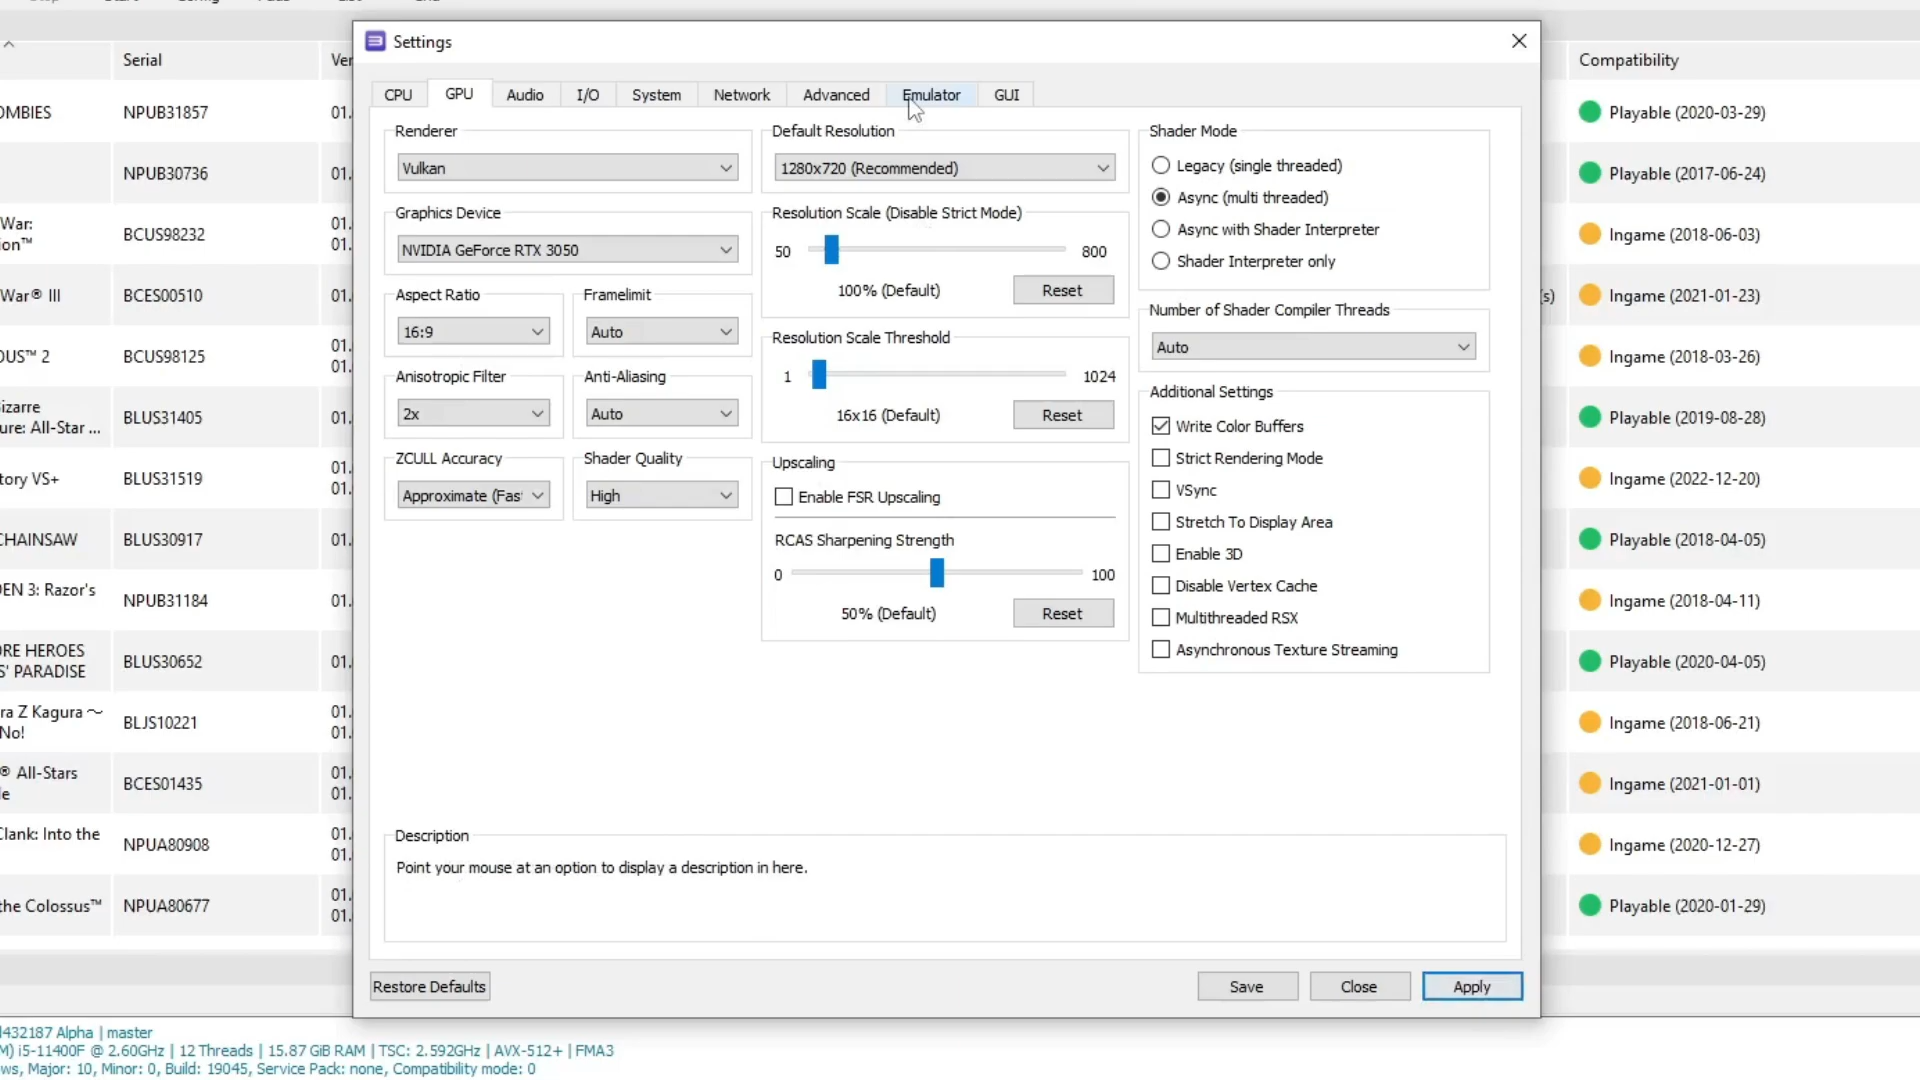 Settings
CPU GPU Audio I/O System Network Advanced Emulator GUI
Renderer
Vulkan
Graphics Device
NVIDIA GeForce RTX 3050
Aspect Ratio
16:9
Framelimit
Auto
Anisotropic Filter
2x
Anti-Aliasing
Auto
ZCULL Accuracy
Approximate (Fas
Shader Quality
High
Default Resolution
1280x720 (Recommended)
Resolution Scale (Disable Strict Mode)
50 800
100% (Default) Reset
Resolution Scale Threshold
1 1024
16x16 (Default) Reset
Upscaling
Enable FSR Upscaling
RCAS Sharpening Strength
0 100
50% (Default) Reset
Shader Mode
Legacy (single threaded)
Async (multi threaded)
Async with Shader Interpreter
Shader Interpreter only
Number of Shader Compiler Threads
Auto
Additional Settings
Write Color Buffers
Strict Rendering Mode
VSync
Stretch To Display Area
Enable 3D
Disable Vertex Cache
Multithreaded RSX
Asynchronous Texture Streaming
Description
Point your mouse at an option to display a description in here.
Restore Defaults Save Close Apply
Serial Ver Compatibility
OMBIES NPUB31857 01. Playable (2020-03-29)
NPUB30736 01. Playable (2017-06-24)
War:
ion™ BCUS98232 01.
01. Ingame (2018-06-03)
War® III BCES00510 01. (s) Ingame (2021-01-23)
OUS™ 2 BCUS98125 01.
01. Ingame (2018-03-26)
izarre
ure: All-Star ... BLUS31405 01. Playable (2019-08-28)
tory VS+ BLUS31519 01.
01. Ingame (2022-12-20)
CHAINSAW BLUS30917 01. Playable (2018-04-05)
DEN 3: Razor's
NPUB31184 01. Ingame (2018-04-11)
ORE HEROES
S' PARADISE BLUS30652 01. Playable (2020-04-05)
ra Z Kagura ～
No! BLJS10221 01.
01. Ingame (2018-06-21)
® All-Stars
le BCES01435 01.
01. Ingame (2021-01-01)
Clank: Into the
NPUA80908 01.
01. Ingame (2020-12-27)
the Colossus™ NPUA80677 01.
01. Playable (2020-01-29)
l432187 Alpha | master
M) i5-11400F @ 2.60GHz | 12 Threads | 15.87 GiB RAM | TSC: 2.592GHz | AVX-512+ | FMA3
ws, Major: 10, Minor: 0, Build: 19045, Service Pack: none, Compatibility mode: 0